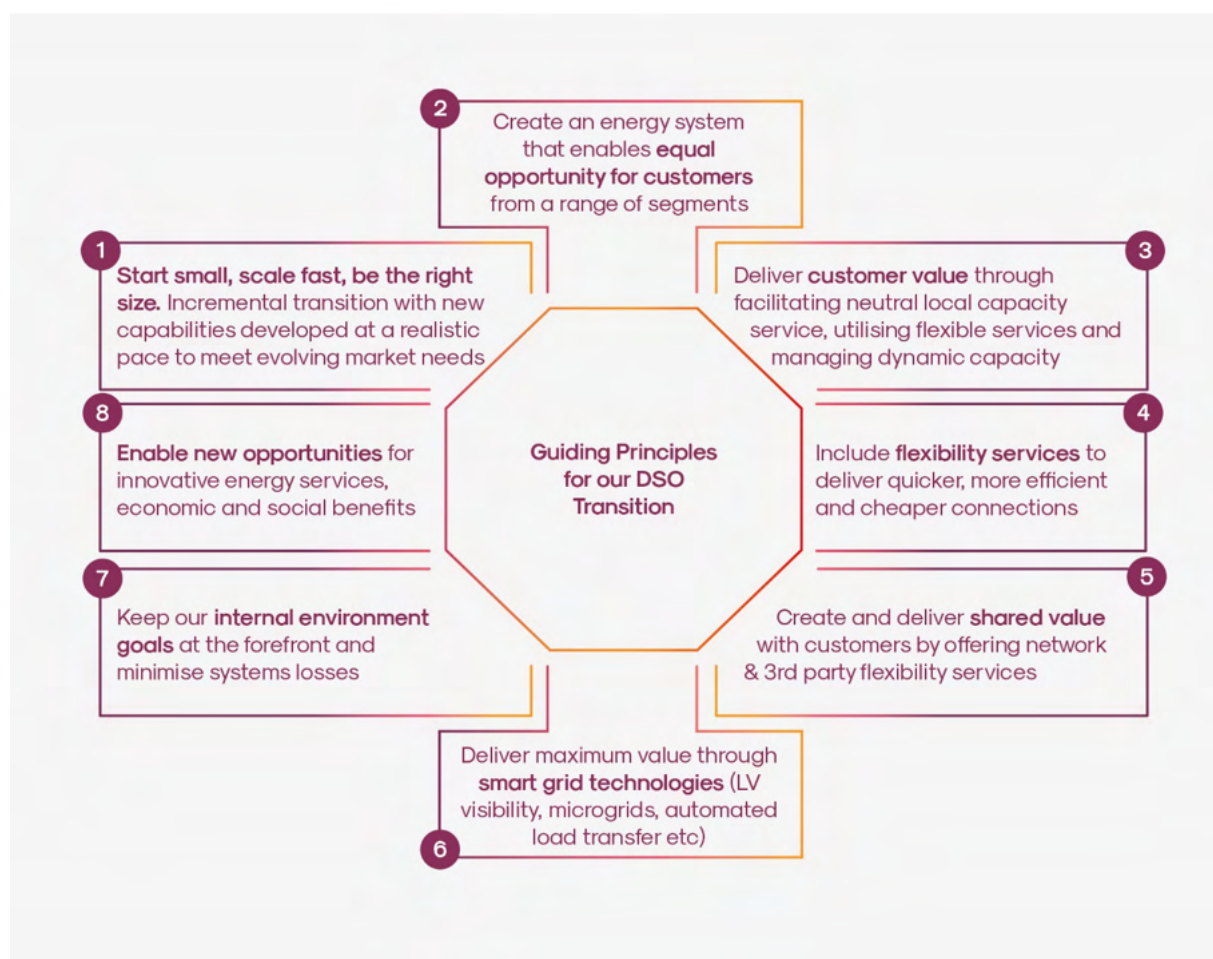 2
Create an energy system
that enables equal
opportunity for customers
from a range of segments
1
Start small, scale fast, be the right
size. Incremental transition with new
capabilities developed at a realistic
pace to meet evolving market needs
3
Deliver customer value through
facilitating neutral local capacity
service, utilising flexible services and
managing dynamic capacity
8
Enable new opportunities for
innovative energy services,
economic and social benefits
Guiding Principles
for our DSO
Transition
4
Include flexibility services to
deliver quicker, more efficient
and cheaper connections
7
Keep our internal environment
goals at the forefront and
minimise systems losses
5
Create and deliver shared value
with customers by offering network
& 3rd party flexibility services
6
Deliver maximum value through
smart grid technologies (LV
visibility, microgrids, automated
load transfer etc)